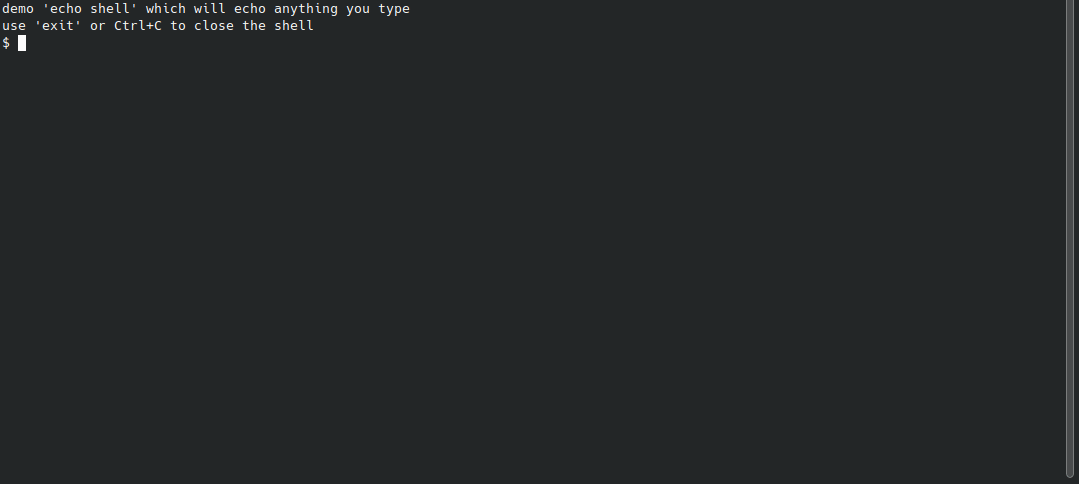 demo 'echo shell' which will echo anything you type
use 'exit' or Ctrl+C to close the shell
$